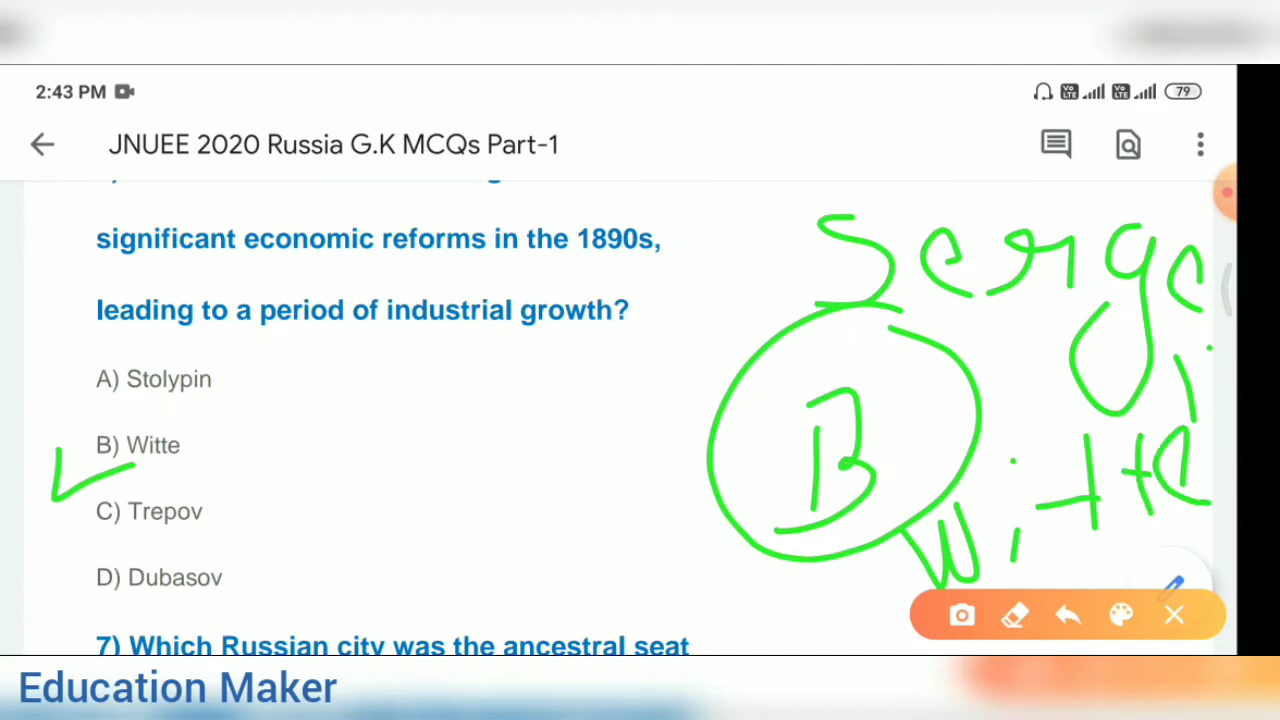 2:43 PM
79
JNUEE 2020 Russia G.K MCQs Part-1
significant economic reforms in the 1890s,
leading to a period of industrial growth?
A) Stolypin
B) Witte
C) Trepov
D) Dubasov
7) Which Russian city was the ancestral seat
Sergei
B
Witte
Education Maker